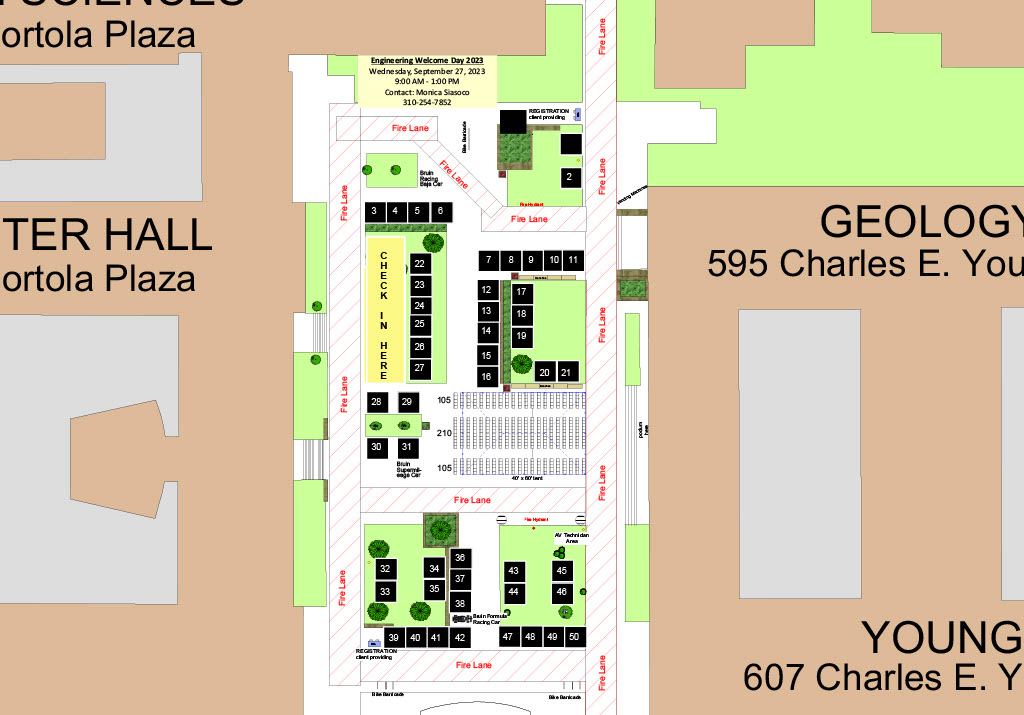 SCIENCES
ortola Plaza
Engineering Welcome Day 2023
Wednesday, September 27, 2023
9:00 AM - 1:00 PM
Contact: Monica Siasoco
310-254-7852
Fire Lane
REGISTRATION
client providing
Fire Lane
Bike Barricade
Fire Lane
Bruin
Racing
Baja Car
2
Fire Lane
Fire Lane
Fire Hydrant
3 4 5 6
Fire Lane
TER HALL
ortola Plaza
GEOLOGY
595 Charles E. You
CHECK IN HERE
22
23
24
25
26
27
7 8 9 10 11
12
13
14
15
16
17
18
19
20 21
Fire Lane
Fire Lane
28 29
30 31
Bruin
Supermil-
eage Car
105
210
105
40' x 60' tent
podium
here
Fire Lane
Fire Lane
Fire Hydrant
AV Technician
Area
32
33
34
35
36
37
38
43
44
45
46
Fire Lane
Bruin Formula
Racing Car
39 40 41 42
47 48 49 50
REGISTRATION
client providing
Fire Lane
Fire Lane
Bike Barricade
Bike Barricade
YOUNG
607 Charles E. Y